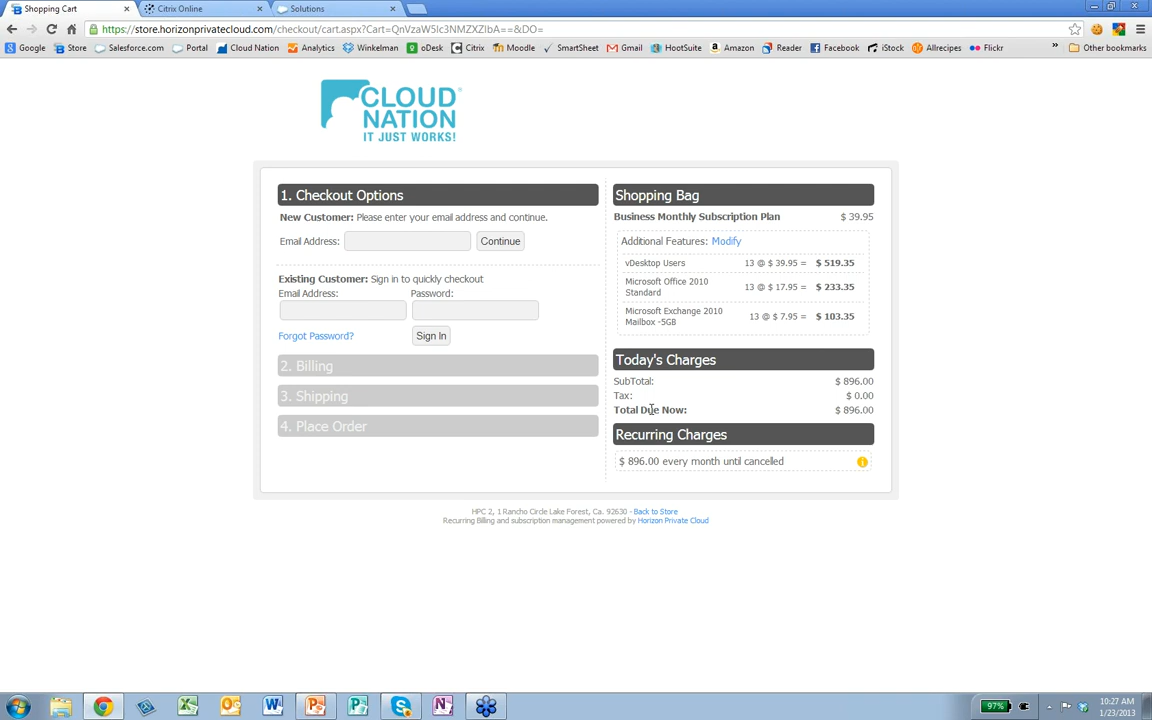 Shopping Cart
Citrix Online
Solutions
https://store.horizonprivatecloud.com/checkout/cart.aspx?Cart=QnVzaW5lc3NMZXZlbA==&DO=
Google Store Salesforce.com Portal Cloud Nation Analytics Winkelman oDesk Citrix Moodle SmartSheet Gmail HootSuite Amazon Reader Facebook iStock Allrecipes Flickr » Other bookmarks
CLOUD
NATION
IT JUST WORKS!
1. Checkout Options
New Customer: Please enter your email address and continue.
Email Address: Continue
Existing Customer: Sign in to quickly checkout
Email Address: Password:
Forgot Password? Sign In
2. Billing
3. Shipping
4. Place Order
Shopping Bag
Business Monthly Subscription Plan $ 39.95
Additional Features: Modify
vDesktop Users 13 @ $ 39.95 = $ 519.35
Microsoft Office 2010
Standard 13 @ $ 17.95 = $ 233.35
Microsoft Exchange 2010
Mailbox -5GB 13 @ $ 7.95 = $ 103.35
Today's Charges
SubTotal: $ 896.00
Tax: $ 0.00
Total Due Now: $ 896.00
Recurring Charges
$ 896.00 every month until cancelled
HPC 2, 1 Rancho Circle Lake Forest, Ca. 92630 - Back to Store
Recurring Billing and subscription management powered by Horizon Private Cloud
97%
10:27 AM
1/23/2013